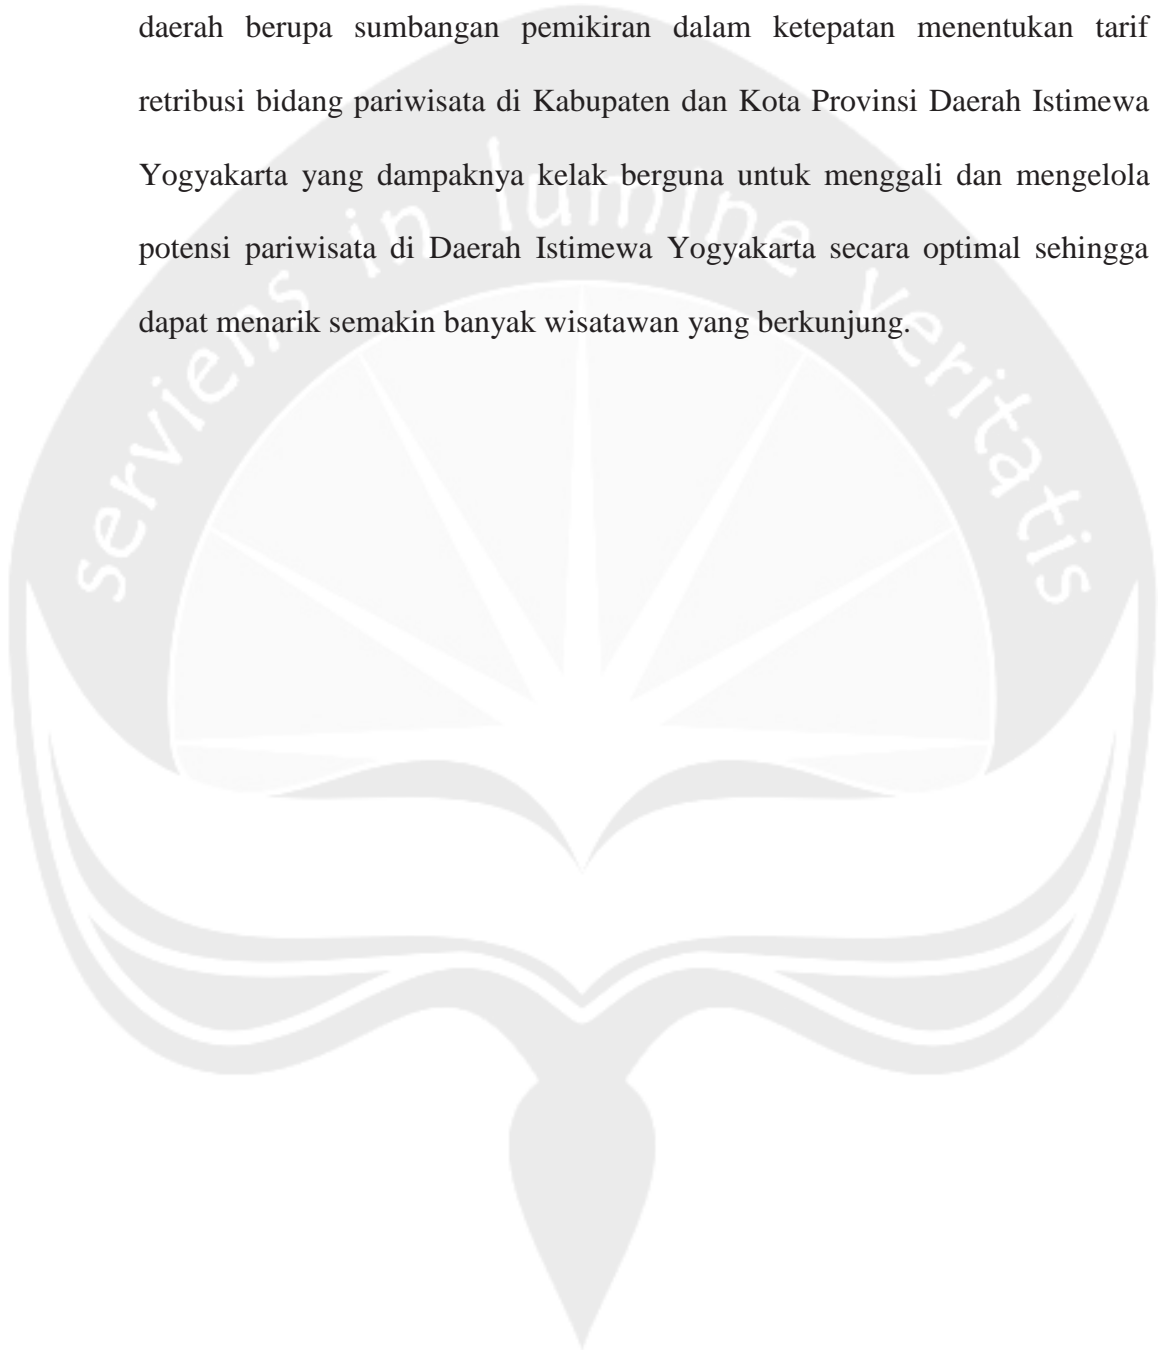 daerah berupa sumbangan pemikiran dalam ketepatan menentukan tarif
retribusi bidang pariwisata di Kabupaten dan Kota Provinsi Daerah Istimewa
Yogyakarta yang dampaknya kelak berguna untuk menggali dan mengelola
potensi pariwisata di Daerah Istimewa Yogyakarta secara optimal sehingga
dapat menarik semakin banyak wisatawan yang berkunjung.
serviens in lumine veritatis